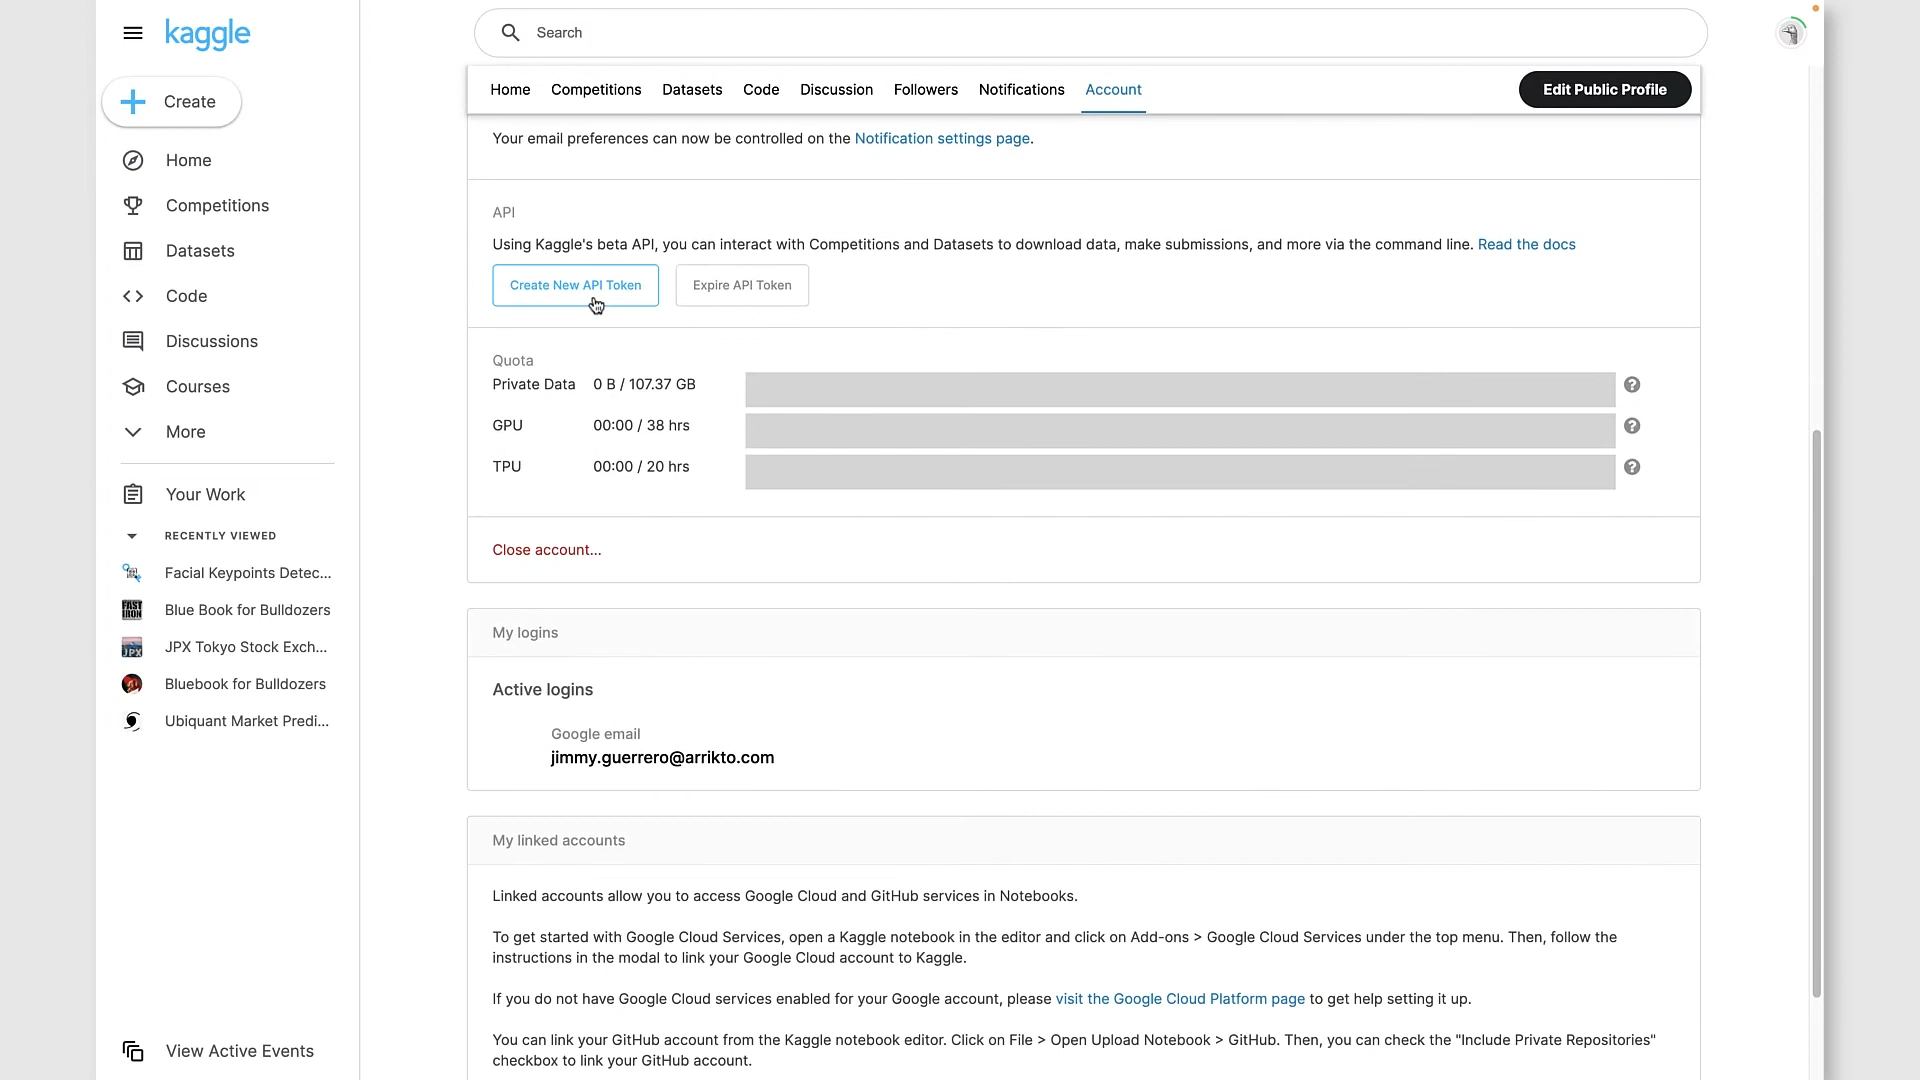 kaggle
Search
Create
Home
Competitions
Datasets
Code
Discussions
Courses
More
Your Work
RECENTLY VIEWED
Facial Keypoints Detec...
FAST IRON
Blue Book for Bulldozers
JPX
JPX Tokyo Stock Exch...
Bluebook for Bulldozers
Ubiquant Market Predi...
View Active Events
Home Competitions Datasets Code Discussion Followers Notifications Account
Edit Public Profile
Your email preferences can now be controlled on the Notification settings page.
API
Using Kaggle's beta API, you can interact with Competitions and Datasets to download data, make submissions, and more via the command line. Read the docs
Create New API Token Expire API Token
Quota
Private Data 0 B / 107.37 GB ?
GPU 00:00 / 38 hrs ?
TPU 00:00 / 20 hrs ?
Close account...
My logins
Active logins
Google email
jimmy.guerrero@arrikto.com
My linked accounts
Linked accounts allow you to access Google Cloud and GitHub services in Notebooks.
To get started with Google Cloud Services, open a Kaggle notebook in the editor and click on Add-ons > Google Cloud Services under the top menu. Then, follow the
instructions in the modal to link your Google Cloud account to Kaggle.
If you do not have Google Cloud services enabled for your Google account, please visit the Google Cloud Platform page to get help setting it up.
You can link your GitHub account from the Kaggle notebook editor. Click on File > Open Upload Notebook > GitHub. Then, you can check the "Include Private Repositories"
checkbox to link your GitHub account.